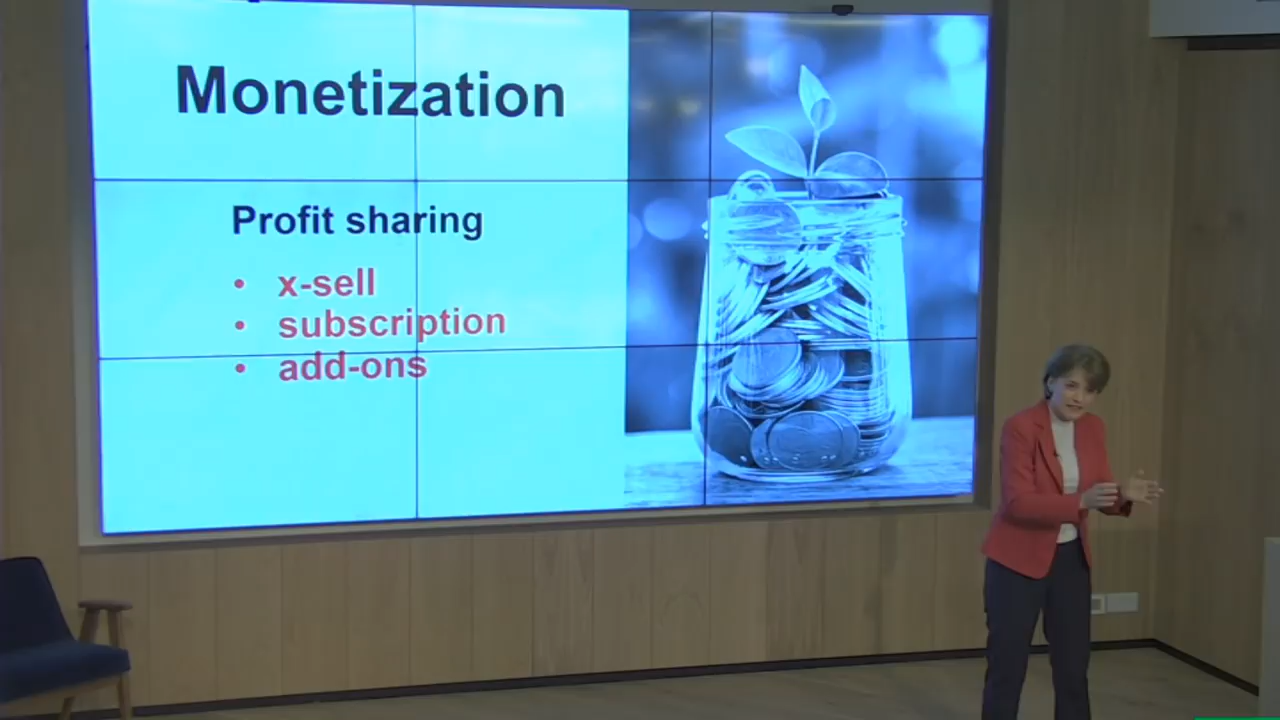 Monetization
Profit sharing
• x-sell
• subscription
• add-ons